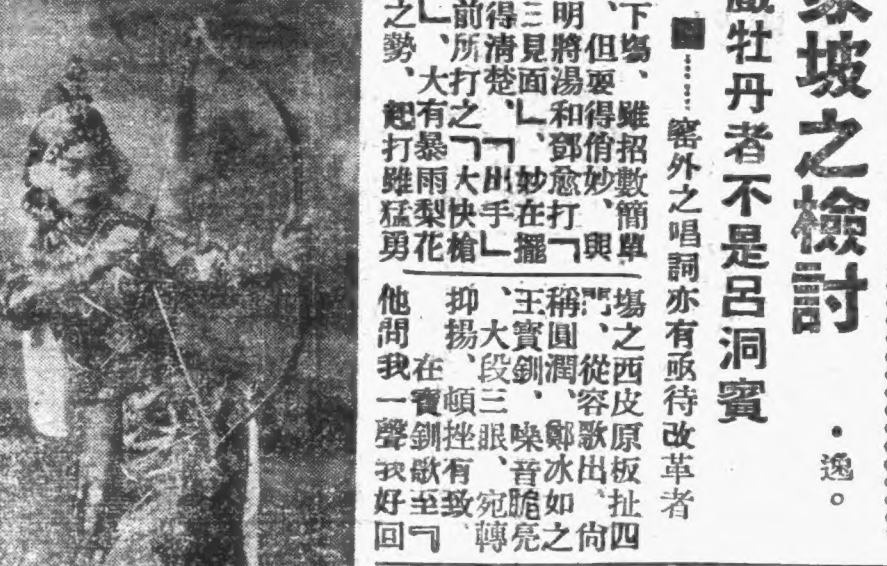 家坡之檢討
・逸。
戲牡丹者不是呂洞賓
■……窰外之唱詞亦有亟待改革者
下塲、雖招數簡單
、但耍得俏妙、與
明將湯和鄧愈打「
三見面」、妙在擺
得清楚、「出手」
前所打之「大快槍
」、大有暴雨梨花
之勢、起打雖猛勇
塲之西皮原板扯四
門、從容歌出、尙
稱圓潤、鄭冰如之
王寶釧、嗓音脆亮
、大段三眼、宛轉
抑揚、頓挫有致、
在寶釧歌至「
他問我一聲我好回